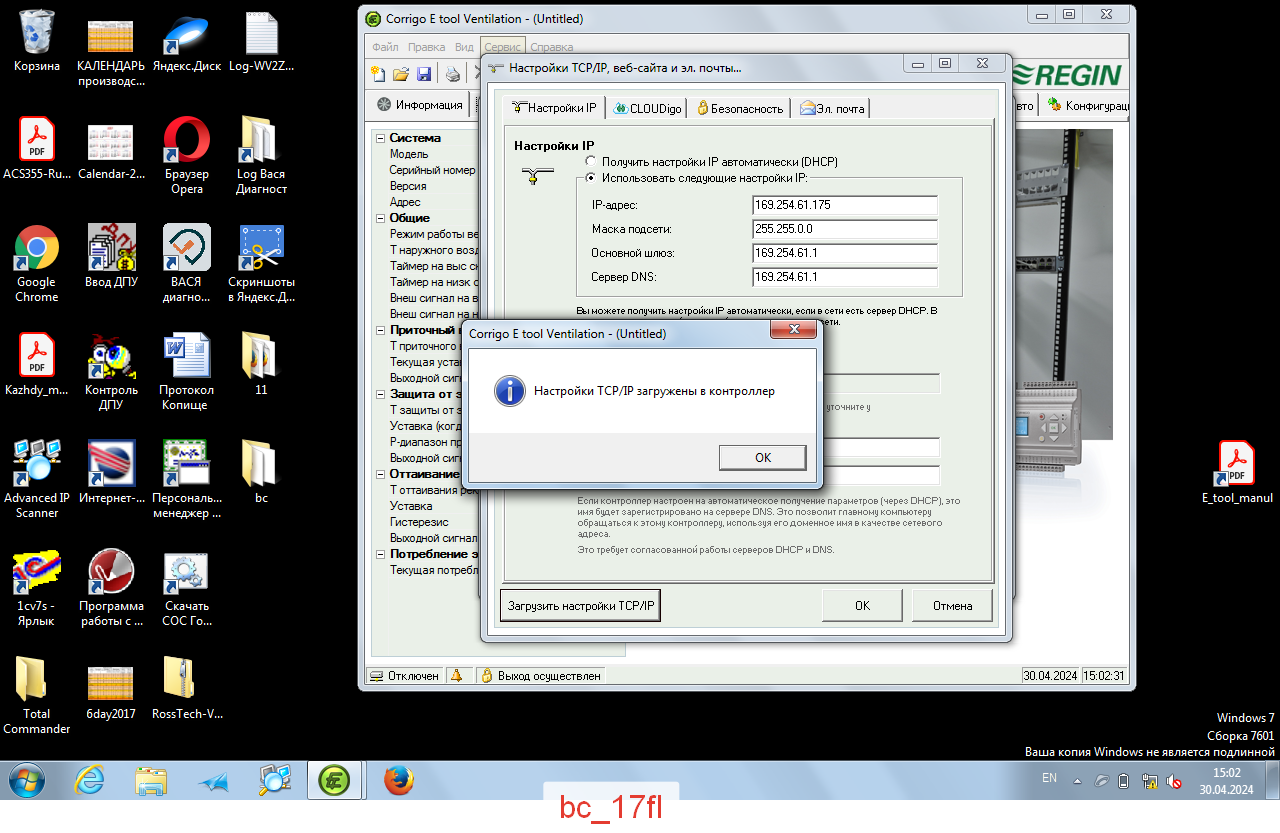 Корзина
КАЛЕНДАРЬ
производс...
Яндекс.Диск
Log-WV2Z...
ACS355-Ru...
Calendar-2...
Браузер
Opera
Log Вася
Диагност
Google
Chrome
Ввод ДПУ
ВАСЯ
диагно...
Скриншоты
в Яндекс.Д...
Kazhdy_m...
Контроль
ДПУ
Протокол
Копище
11
Advanced IP
Scanner
Интернет-...
Персональ...
менеджер ...
bc
1cv7s -
Ярлык
Программа
работы с ...
Скачать
СОС Го...
Total
Commander
6day2017
RossTech-V...
Corrigo E tool Ventilation - (Untitled)
Файл Правка Вид Сервис Справка
REGIN
Информация
вто
Конфигурац
Система
Модель
Серийный номер
Версия
Адрес
Общие
Режим работы ве
Т наружного возд
Таймер на выс ск
Таймер на низк с
Внеш сигнал на в
Внеш сигнал на н
Приточный
Т приточного
Текущая уста
Выходной сиг
Защита от з
Т защиты от з
Уставка (когд
Р-диапазон пр
Выходной сиг
Оттаивание
Т оттаивания рек
Уставка
Гистерезис
Выходной сигнал
Потребление э
Текущая потребл
Отключен
Выход осуществлен
30.04.2024 15:02:31
Настройки TCP/IP, веб-сайта и эл. почты...
Настройки IP CLOUDigo Безопасность Эл. почта
Настройки IP
Получить настройки IP автоматически (DHCP)
Использовать следующие настройки IP:
IP-адрес: 169.254.61.175
Маска подсети: 255.255.0.0
Основной шлюз: 169.254.61.1
Сервер DNS: 169.254.61.1
Вы можете получить настройки IP автоматически, если в сети есть сервер DHCP. В
ети.
уточните у
Если контроллер настроен на автоматическое получение параметров (через DHCP), это
имя будет зарегистрировано на сервере DNS. Это позволит главному компьютеру
обращаться к этому контроллеру, используя его доменное имя в качестве сетевого
адреса.
Это требует согласованной работы серверов DHCP и DNS.
Загрузить настройки TCP/IP
OK
Отмена
Corrigo E tool Ventilation - (Untitled)
Настройки TCP/IP загружены в контроллер
OK
E_tool_manul
Windows 7
Сборка 7601
Ваша копия Windows не является подлинной
EN
15:02
30.04.2024
bc_17fl